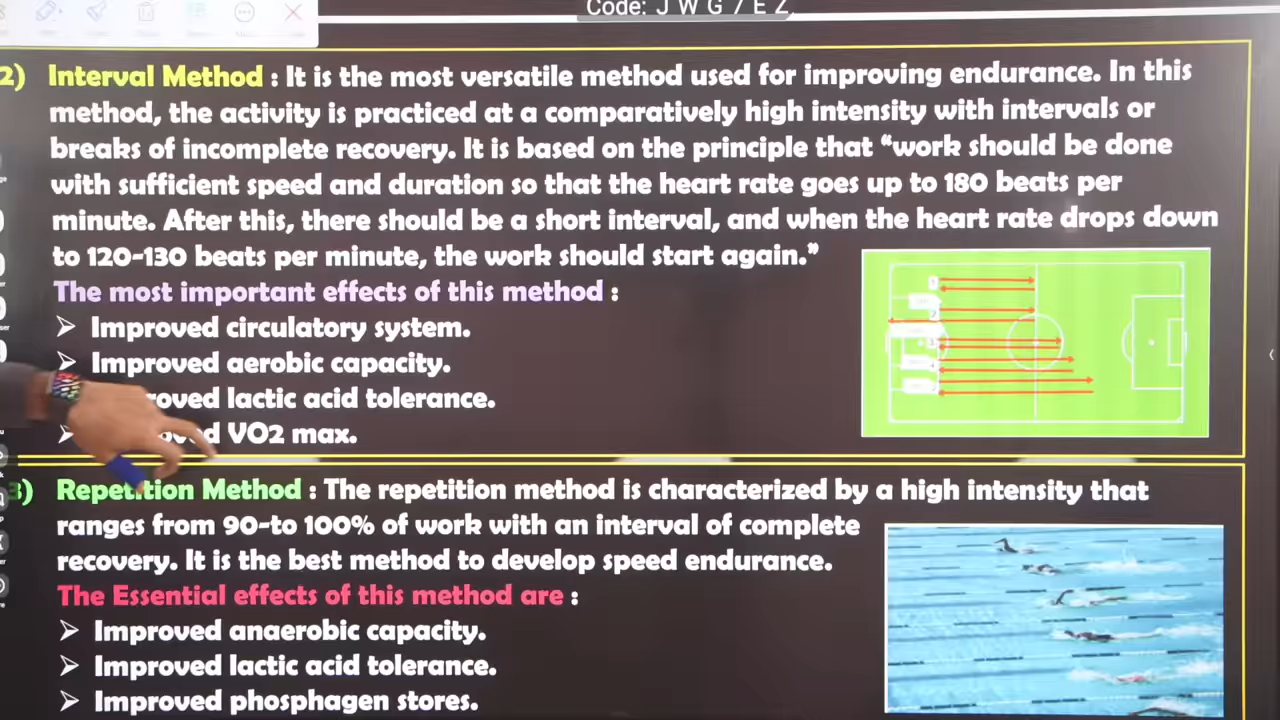 Code: J W G 7 E Z
2) Interval Method : It is the most versatile method used for improving endurance. In this
method, the activity is practiced at a comparatively high intensity with intervals or
breaks of incomplete recovery. It is based on the principle that “work should be done
with sufficient speed and duration so that the heart rate goes up to 180 beats per
minute. After this, there should be a short interval, and when the heart rate drops down
to 120-130 beats per minute, the work should start again.”
The most important effects of this method :
➤ Improved circulatory system.
➤ Improved aerobic capacity.
roved lactic acid tolerance.
➤ VO2 max.
3) Repetition Method : The repetition method is characterized by a high intensity that
ranges from 90-to 100% of work with an interval of complete
recovery. It is the best method to develop speed endurance.
The Essential effects of this method are :
➤ Improved anaerobic capacity.
➤ Improved lactic acid tolerance.
➤ Improved phosphagen stores.